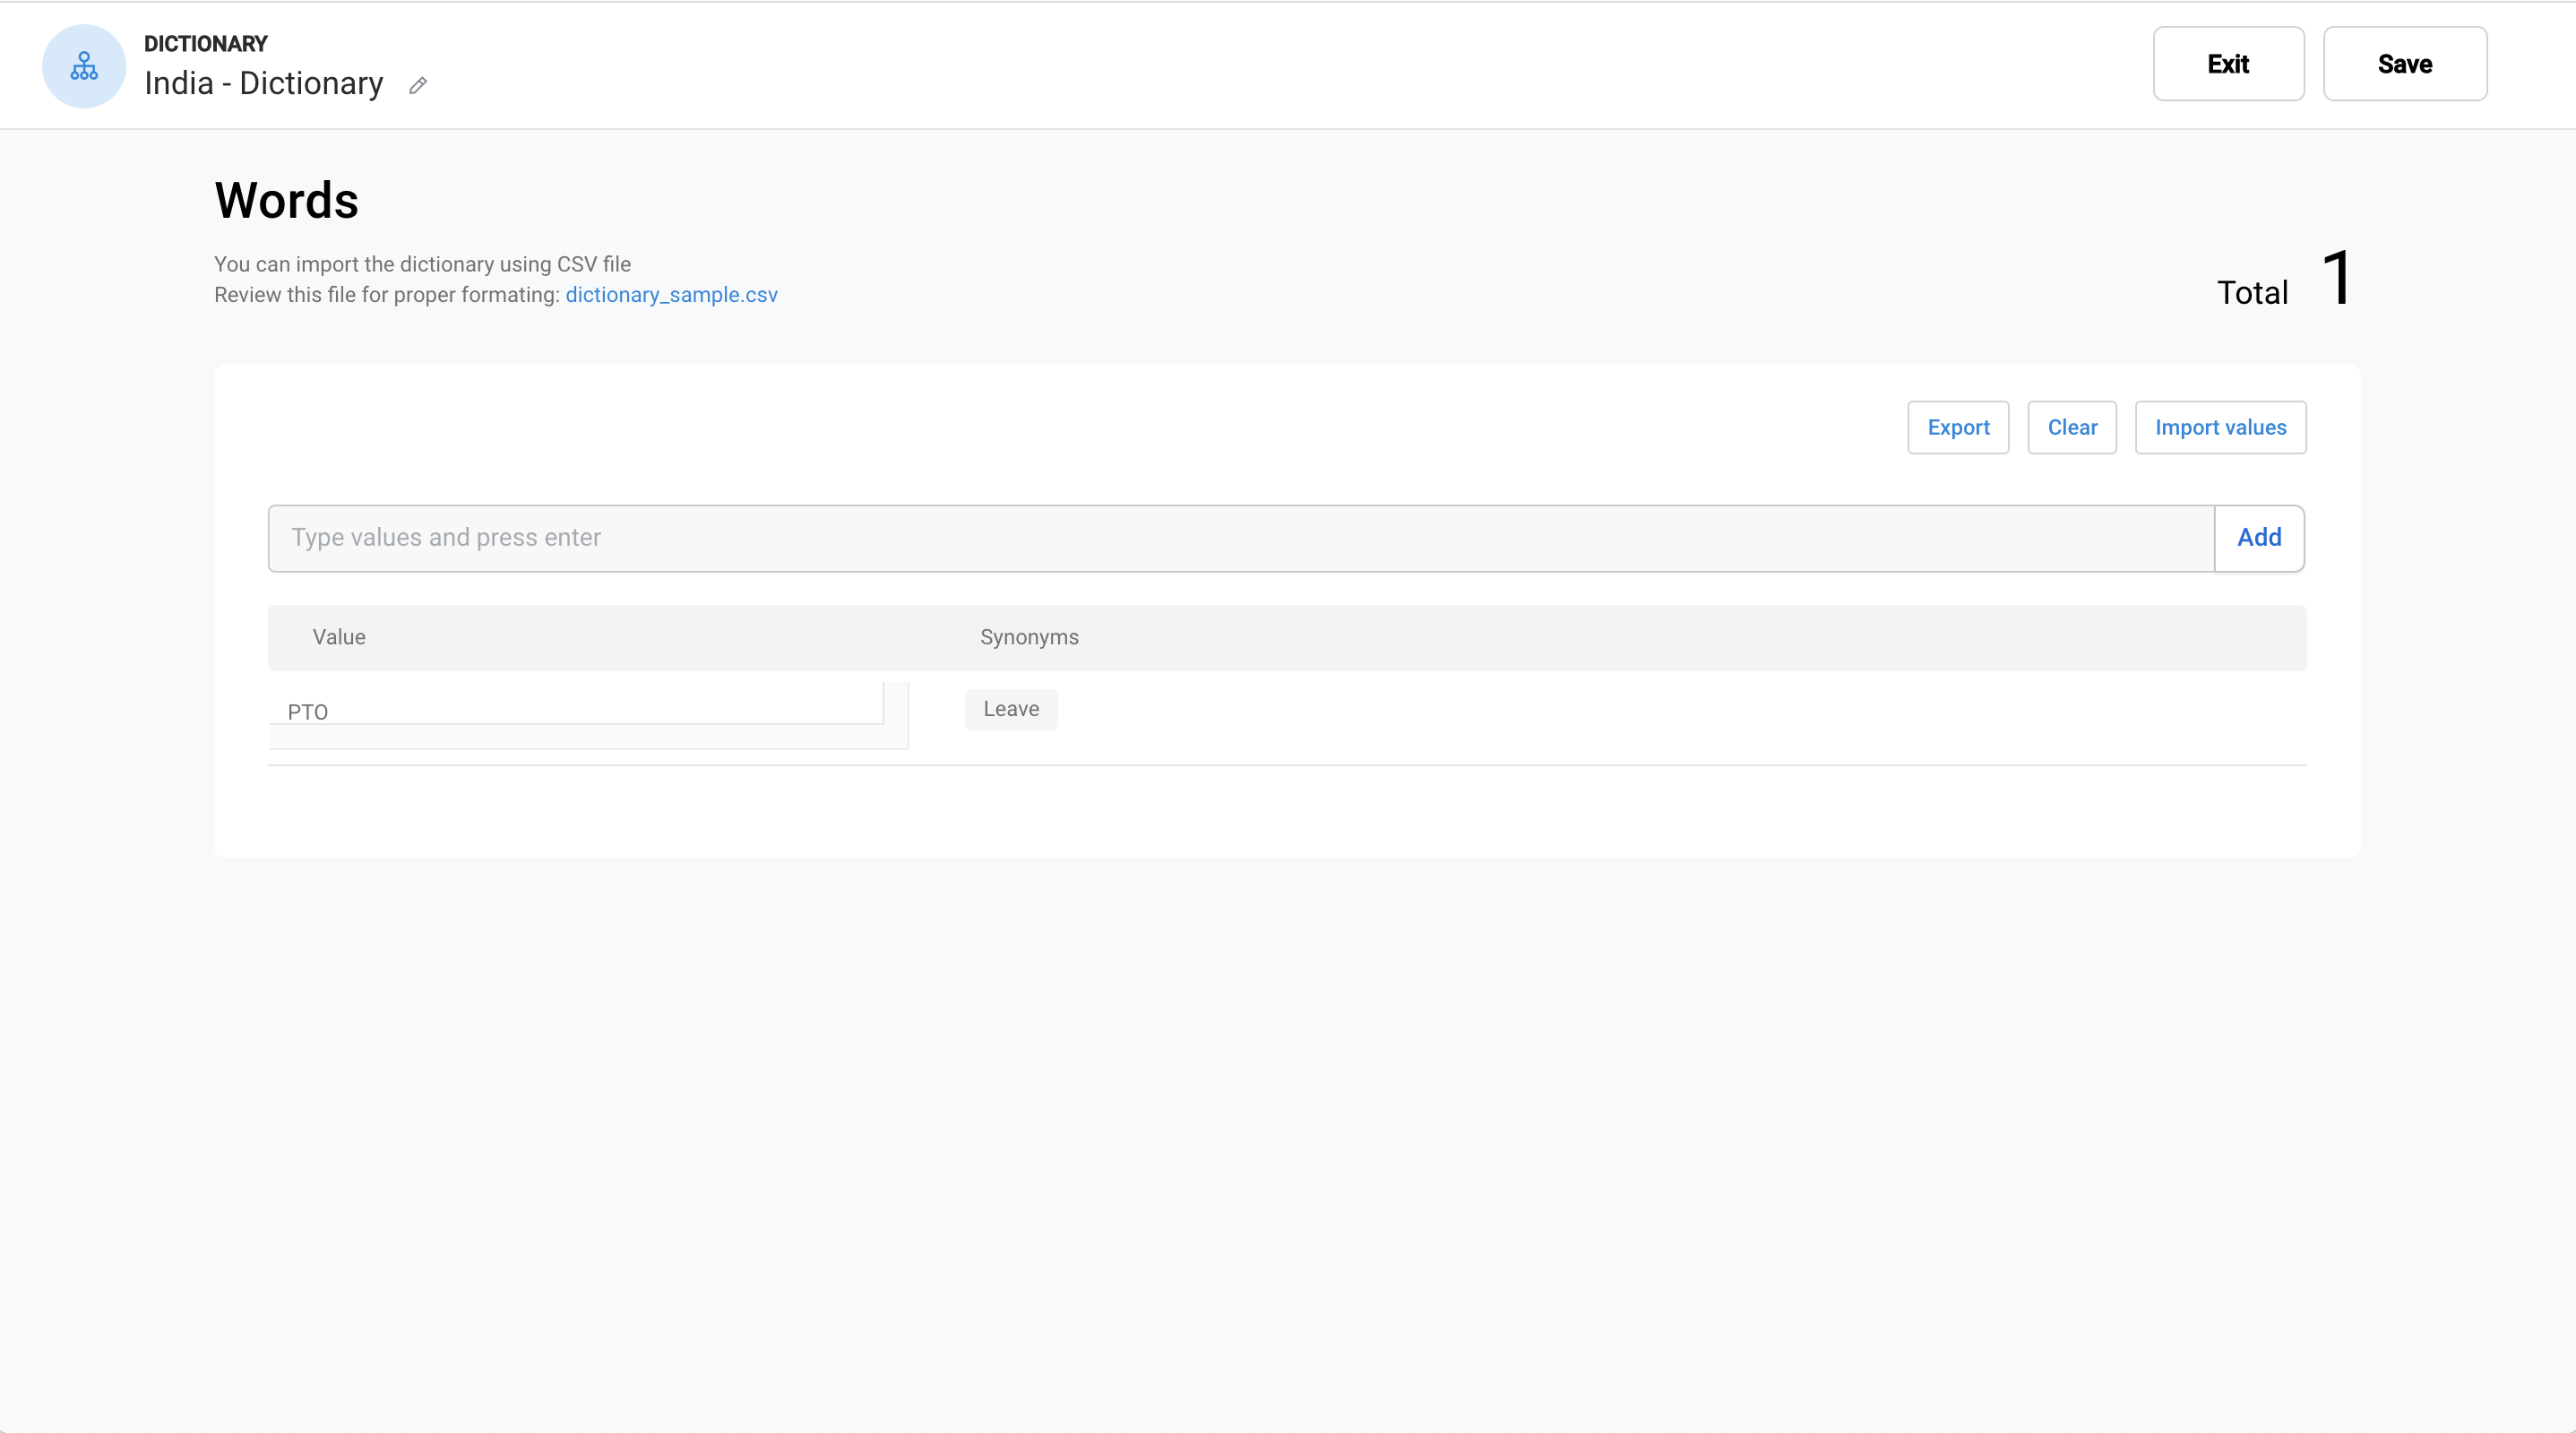 DICTIONARY
India - Dictionary
Exit
Save
Words
You can import the dictionary using CSV file
Review this file for proper formating: dictionary_sample.csv
Total 1
Export
Clear
Import values
Type values and press enter
Add
Value
Synonyms
PTO
Leave